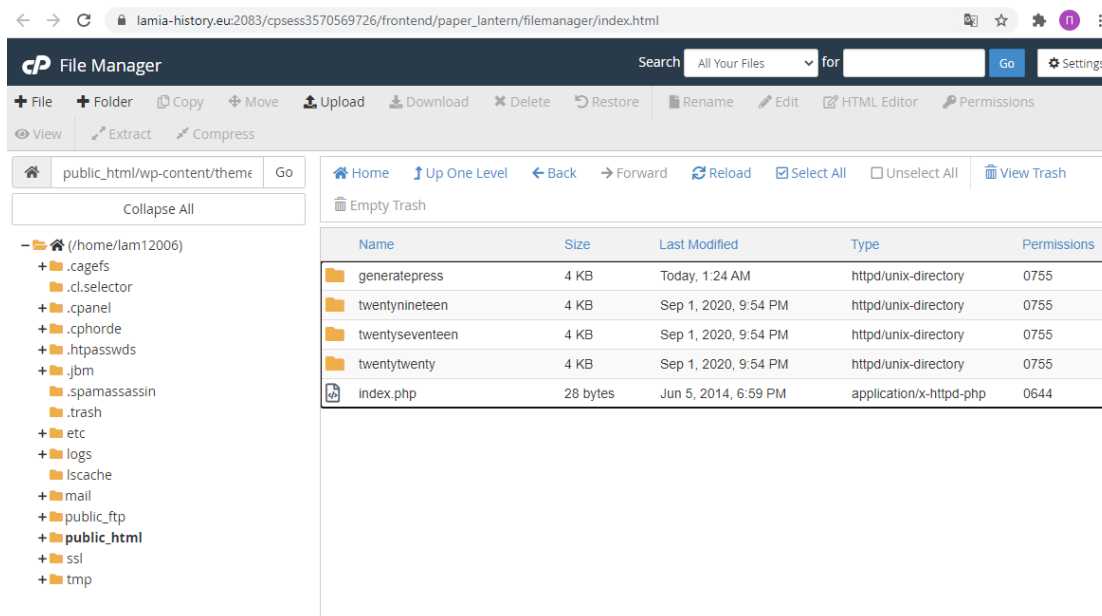 lamia-history.eu:2083/cpsess3570569726/frontend/paper_lantern/filemanager/index.html
cP File Manager
Search All Your Files for Go Settings
File Folder Copy Move Upload Download Delete Restore Rename Edit HTML Editor Permissions
View Extract Compress
public_html/wp-content/theme Go
Collapse All
(/home/lam12006)
.cagefs
.cl.selector
.cpanel
.cphorde
.htpasswds
.jbm
.spamassassin
.trash
etc
logs
lscache
mail
public_ftp
public_html
ssl
tmp
Home Up One Level Back Forward Reload Select All Unselect All View Trash
Empty Trash
Name Size Last Modified Type Permissions
generatepress 4 KB Today, 1:24 AM httpd/unix-directory 0755
twentynineteen 4 KB Sep 1, 2020, 9:54 PM httpd/unix-directory 0755
twentyseventeen 4 KB Sep 1, 2020, 9:54 PM httpd/unix-directory 0755
twentytwenty 4 KB Sep 1, 2020, 9:54 PM httpd/unix-directory 0755
index.php 28 bytes Jun 5, 2014, 6:59 PM application/x-httpd-php 0644